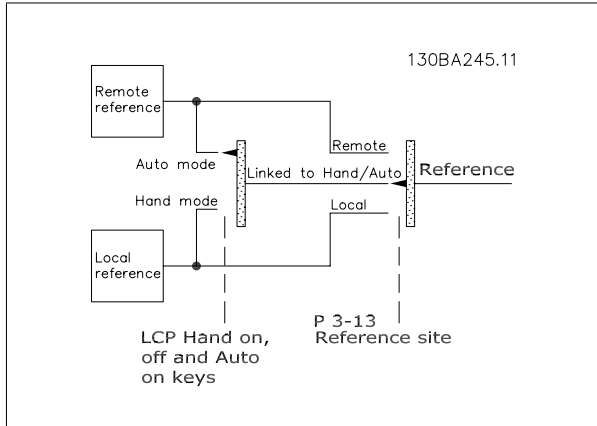 130BA245.11
Remote
reference
Remote
Auto mode
Linked to Hand/Auto
Reference
Hand mode
Local
Local
reference
LCP Hand on,
off and Auto
on keys
P 3-13
Reference site